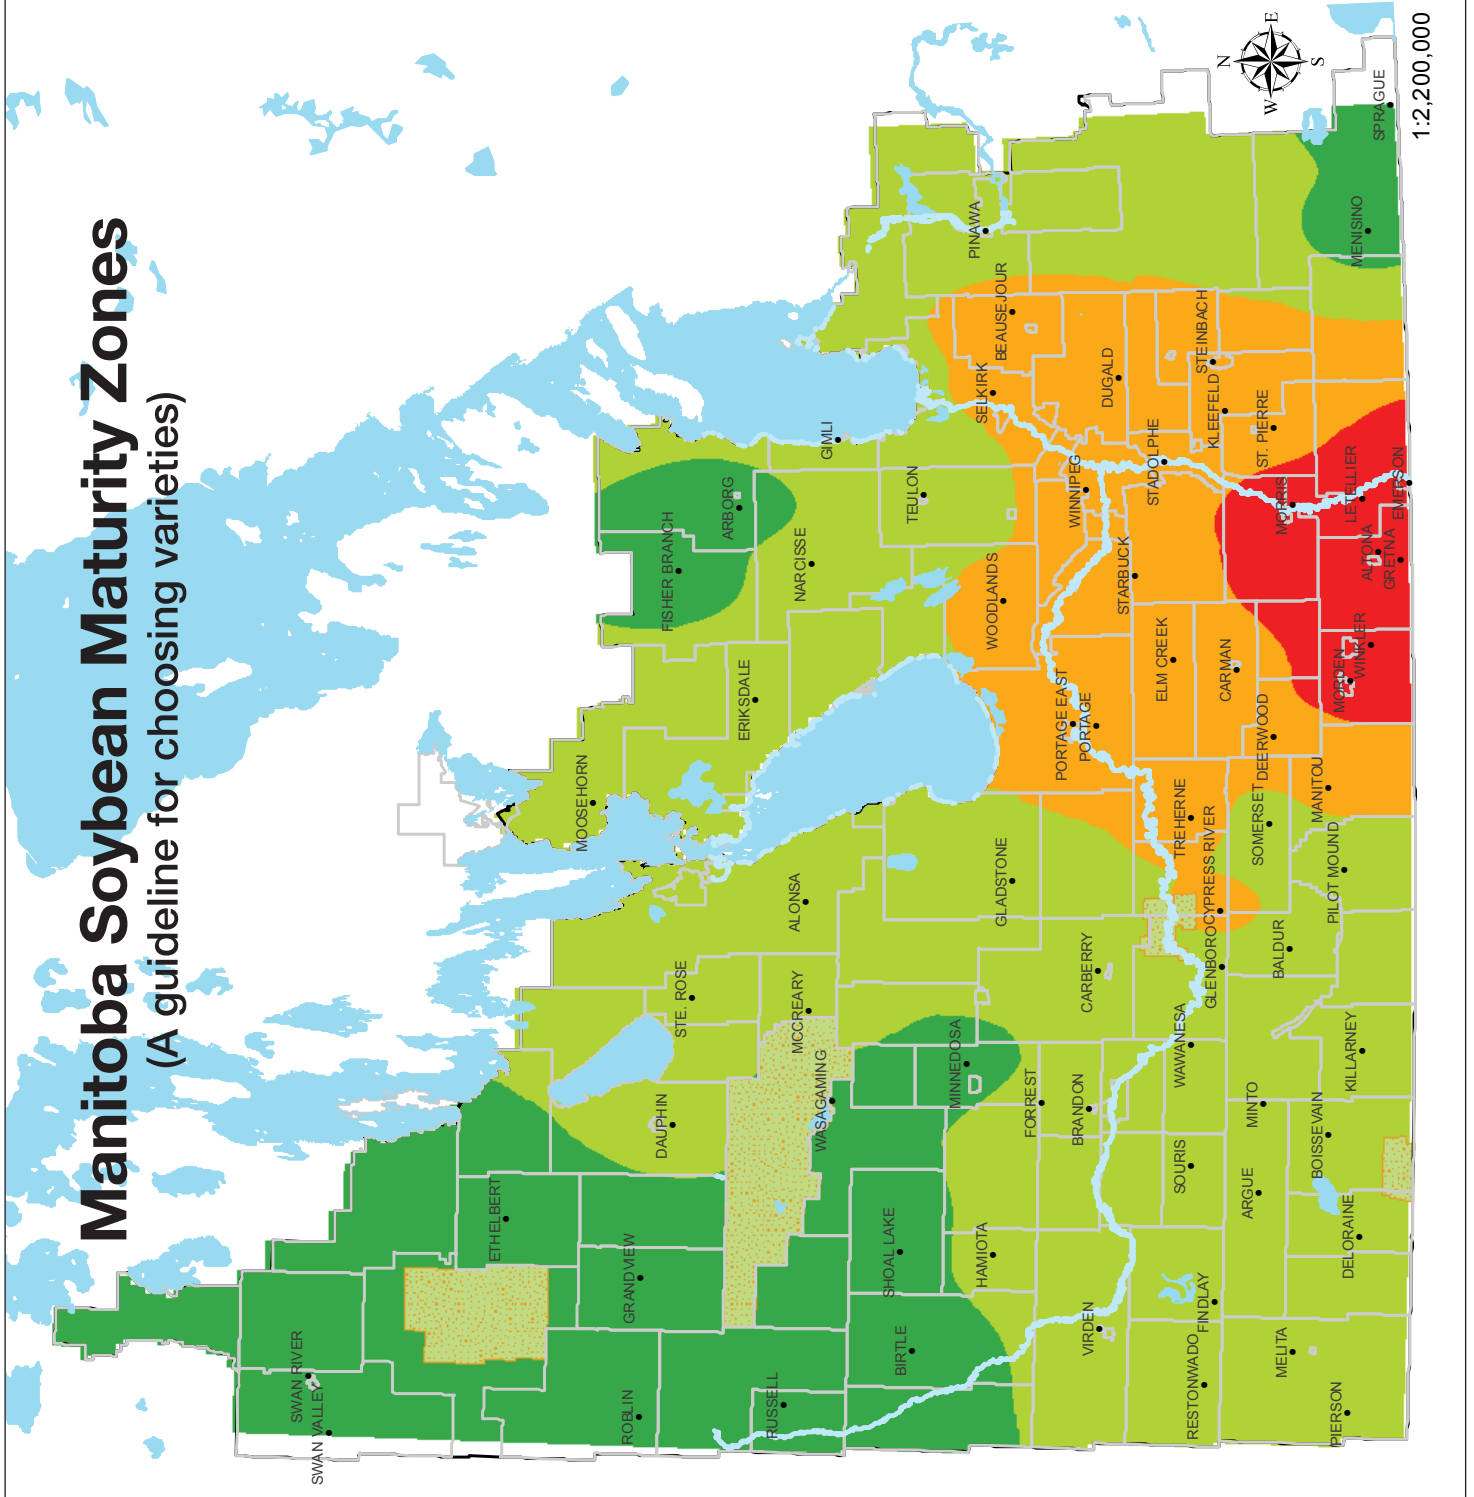 Manitoba Soybean Maturity Zones
(A guideline for choosing varieties)
SWAN RIVER
SWAN VALLEY
ETHELBERT
GRANDVIEW
ROBLIN
RUSSELL
DAUPHIN
STE. ROSE
MCCREARY
WASAGAMING
MOOSEHORN
ERIKSDALE
ALONSA
FISHER BRANCH
ARBORG
NARCISSE
GIMLI
TEULON
BIRTLE
SHOAL LAKE
MINNEDOSA
HAMIOTA
FORREST
BRANDON
VIRDEN
GLADSTONE
CARBERRY
WOODLANDS
SELKIRK
BEAUSEJOUR
PINAWA
PORTAGE EAST
PORTAGE
WINNIPEG
DUGALD
STARBUCK
STADOLPHE
ELM CREEK
CARMAN
STEINBACH
KLEEFELD
ST. PIERRE
TREHERNE
CYPRESS RIVER
GLENBORO
WAWANESA
SOURIS
FINDLAY
RESTONWADO
DEERWOOD
SOMERSET
MANITOU
PILOT MOUND
BALDUR
MINTO
ARGUE
BOISSEVAIN
KILLARNEY
DELORAINE
MELITA
PIERSON
MORRIS
LETELLIER
EMERSON
ALTONA
GRETNA
WINKLER
MORDEN
MENISINO
SPRAGUE
N
W
E
S
1:2,200,000